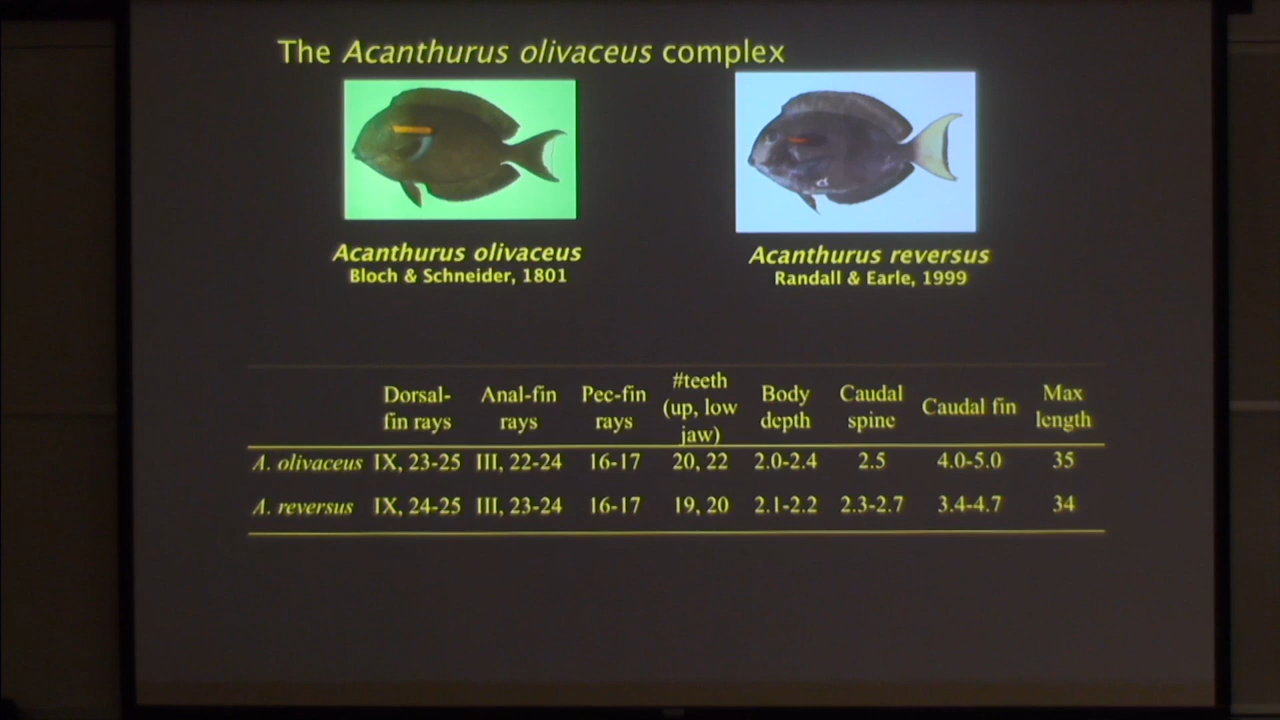 The Acanthurus olivaceus complex
Acanthurus olivaceus
Bloch & Schneider, 1801
Acanthurus reversus
Randall & Earle, 1999
Dorsal-fin rays Anal-fin rays Pec-fin rays #teeth (up, low jaw) Body depth Caudal spine Caudal fin Max length
A. olivaceus IX, 23-25 III, 22-24 16-17 20, 22 2.0-2.4 2.5 4.0-5.0 35
A. reversus IX, 24-25 III, 23-24 16-17 19, 20 2.1-2.2 2.3-2.7 3.4-4.7 34